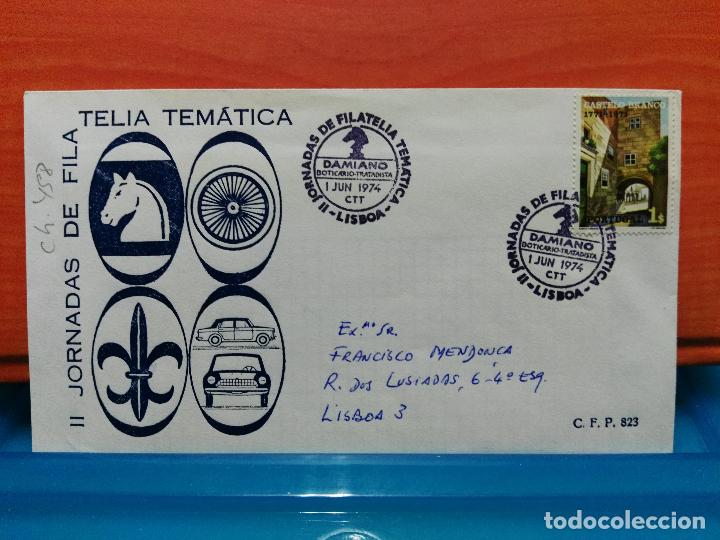 II JORNADAS DE FILA
TELIA TEMÁTICA
Ch. 458
II JORNADAS DE FILATELIA TEMÁTICA
DAMIANO
BOTICARIO-TRATADISTA
1 JUN 1974
CTT
-LISBOA-
CASTELO BRANCO
1771-1971
PORTUGAL 1$
II JORNADAS DE FILATELIA TEMÁTICA
DAMIANO
BOTICARIO-TRATADISTA
1 JUN 1974
CTT
-LISBOA-
Ex.mo Sr.
FRANCISCO MENDONÇA
R. DOS LUSIADAS, 6-4º ESQ.
LISBOA 3
C. F. P. 823
todocoleccion